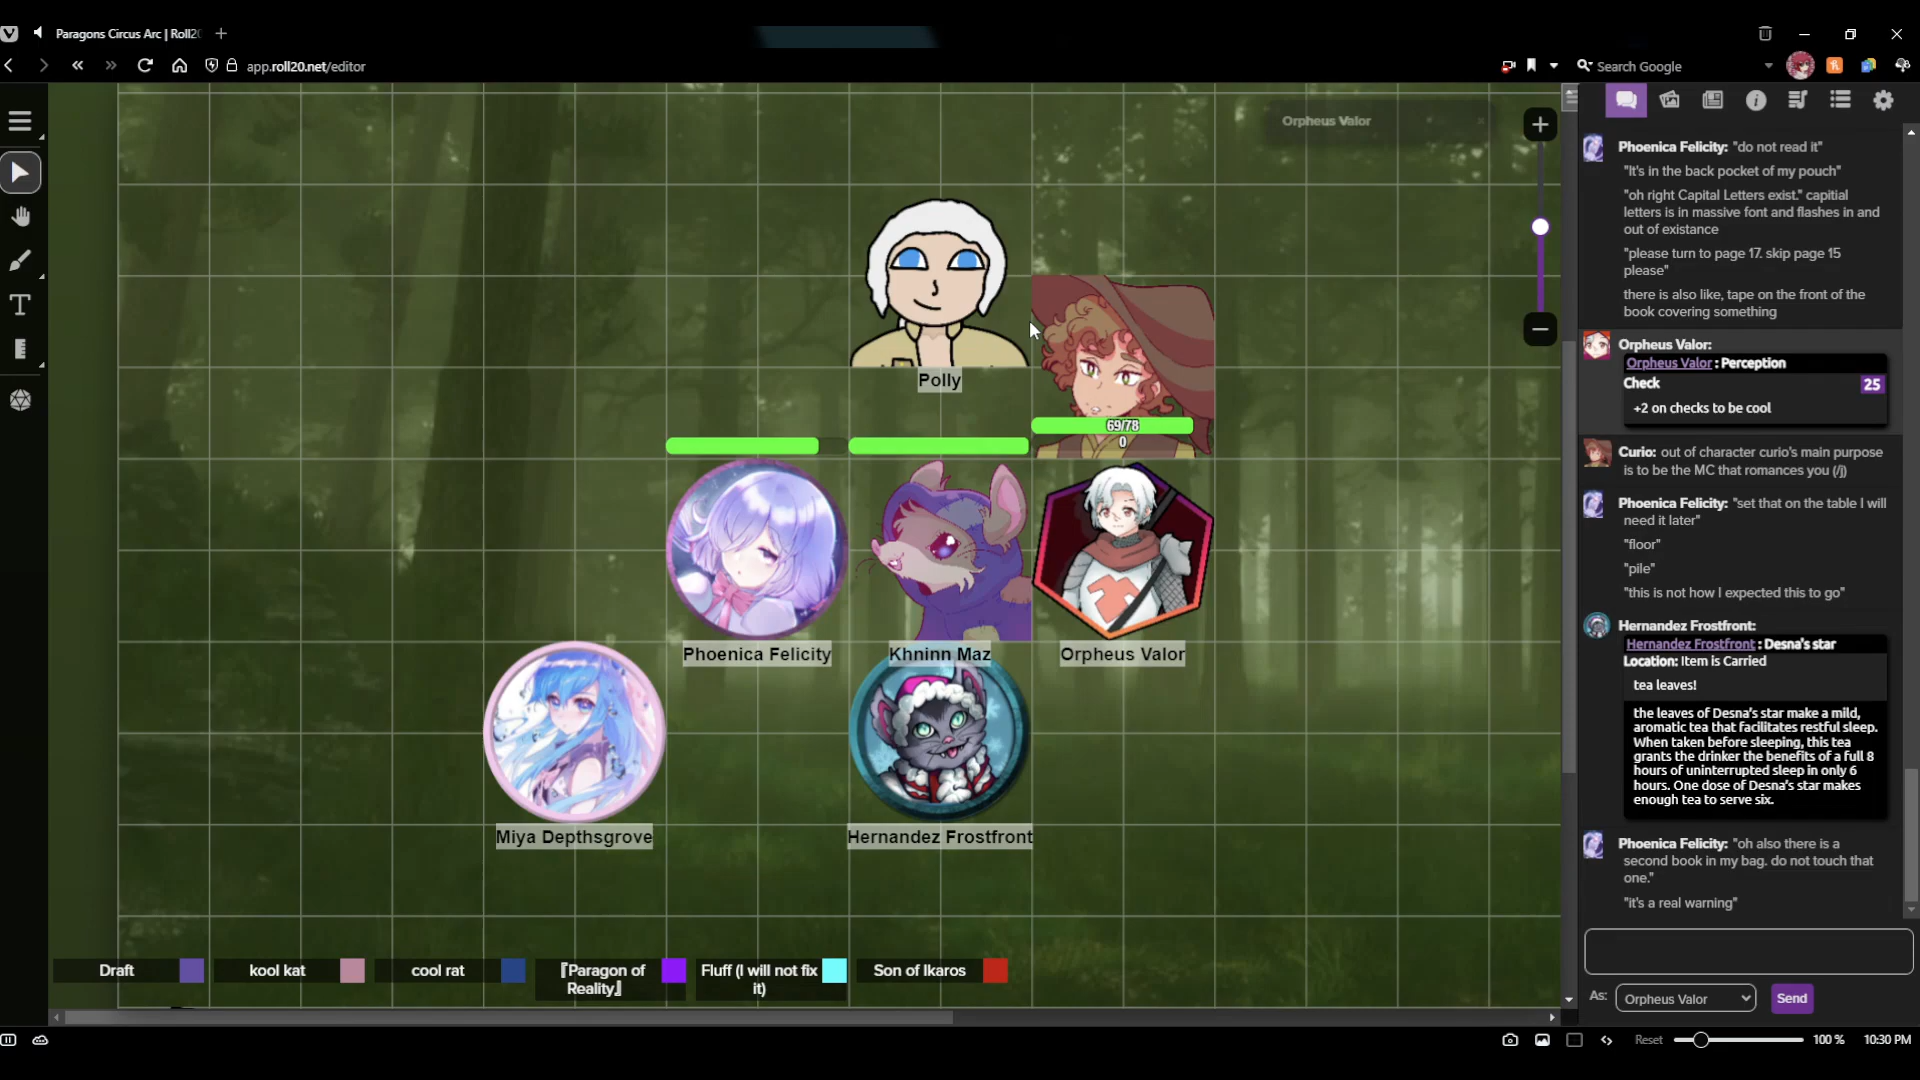 Paragons Circus Arc | Roll20
app.roll20.net/editor
Search Google
Orpheus Valor
Polly
69/78
0
Phoenica Felicity
Khninn Maz
Orpheus Valor
Miya Depthsgrove
Hernandez Frostfront
Draft
kool kat
cool rat
『Paragon of
Reality』
Fluff (I will not fix
it)
Son of Ikaros
Phoenica Felicity: "do not read it"
"It's in the back pocket of my pouch"
"oh right Capital Letters exist." capitial
letters is in massive font and flashes in and
out of existance
"please turn to page 17. skip page 15
please"
there is also like, tape on the front of the
book covering something
Orpheus Valor:
Orpheus Valor : Perception
Check
25
+2 on checks to be cool
Curio: out of character curio's main purpose
is to be the MC that romances you (/j)
Phoenica Felicity: "set that on the table I will
need it later"
"floor"
"pile"
"this is not how I expected this to go"
Hernandez Frostfront:
Hernandez Frostfront : Desna's star
Location: Item is Carried
tea leaves!
the leaves of Desna's star make a mild,
aromatic tea that facilitates restful sleep.
When taken before sleeping, this tea
grants the drinker the benefits of a full 8
hours of uninterrupted sleep in only 6
hours. One dose of Desna's star makes
enough tea to serve six.
Phoenica Felicity: "oh also there is a
second book in my bag. do not touch that
one."
"it's a real warning"
As:
Orpheus Valor
Send
Reset
100 %
10:30 PM